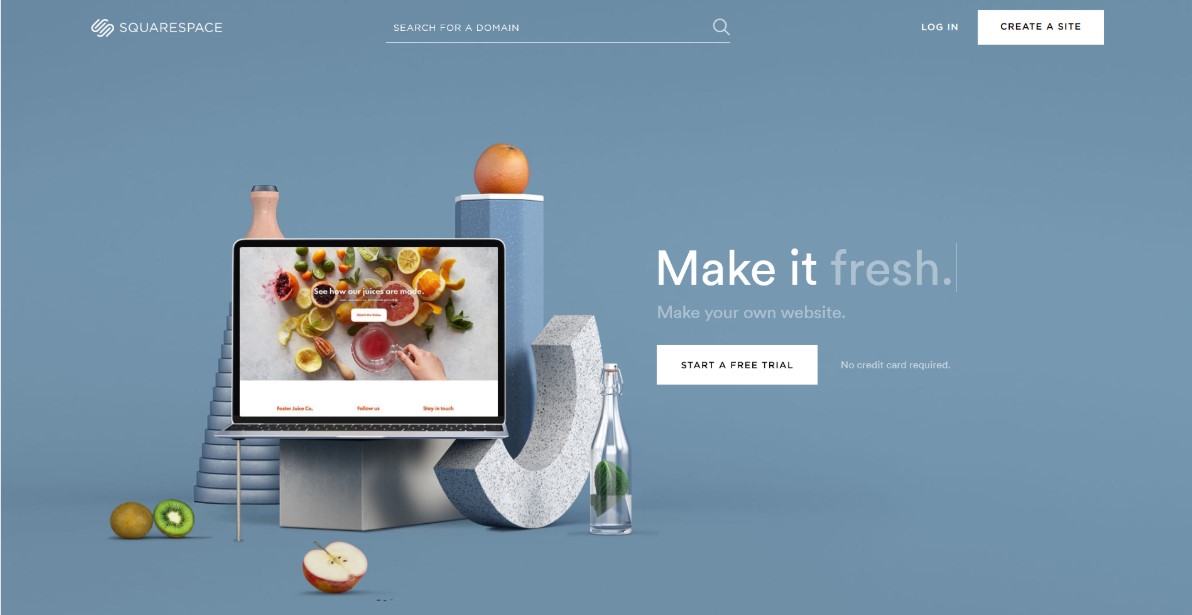 SQUARESPACE
SEARCH FOR A DOMAIN
LOG IN
CREATE A SITE
See how our juices are made.
Make it fresh.
Make your own website.
START A FREE TRIAL
No credit card required.
Foster Juice Co.
Follow us
Stay in touch